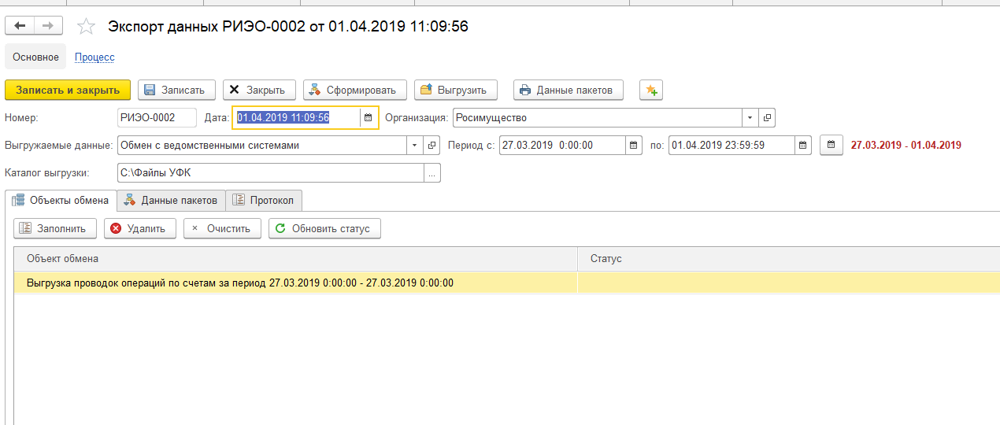 Экспорт данных РИЭО-0002 от 01.04.2019 11:09:56
Основное Процесс
Записать и закрыть Записать Закрыть Сформировать Выгрузить Данные пакетов
Номер: РИЭО-0002 Дата: 01.04.2019 11:09:56 Организация: Росимущество
Выгружаемые данные: Обмен с ведомственными системами Период с: 27.03.2019 0:00:00 по: 01.04.2019 23:59:59 27.03.2019 - 01.04.2019
Каталог выгрузки: C:\Файлы УФК ...
Объекты обмена Данные пакетов Протокол
Заполнить Удалить Очистить Обновить статус
Объект обмена Статус
Выгрузка проводок операций по счетам за период 27.03.2019 0:00:00 - 27.03.2019 0:00:00